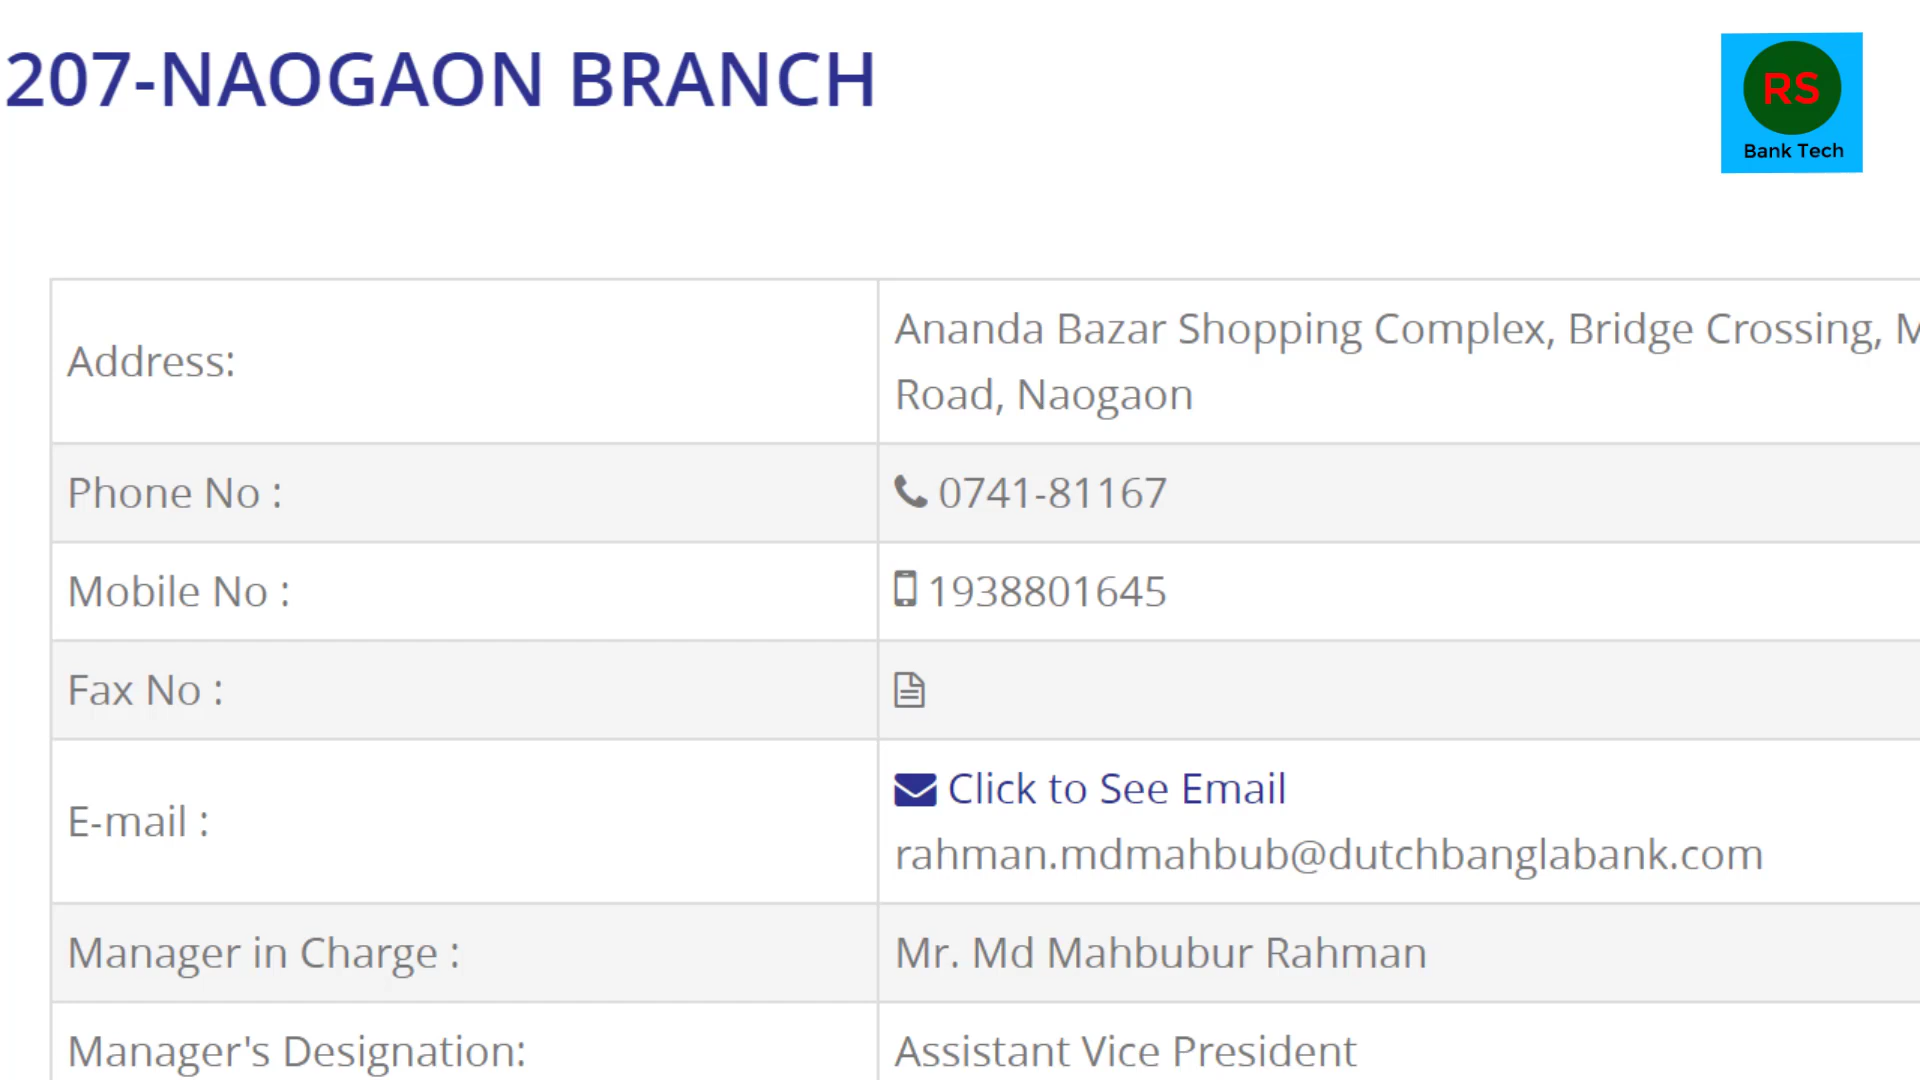 207-NAOGAON BRANCH
RS
Bank Tech
Address:
Ananda Bazar Shopping Complex, Bridge Crossing,
Road, Naogaon
Phone No :
0741-81167
Mobile No :
1938801645
Fax No :
E-mail :
Click to See Email
rahman.mdmahbub@dutchbanglabank.com
Manager in Charge :
Mr. Md Mahbubur Rahman
Manager's Designation:
Assistant Vice President